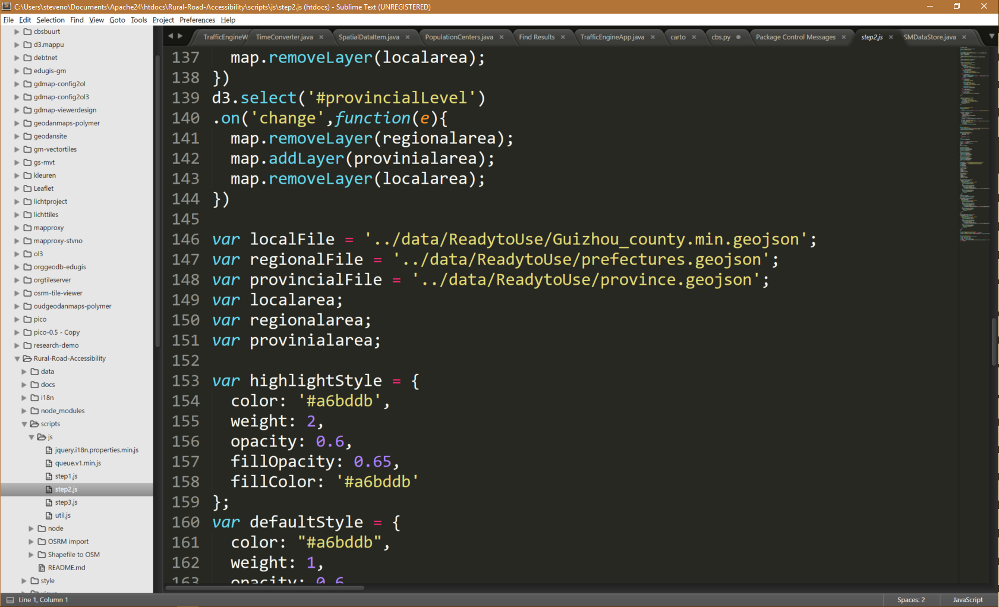 C:\Users\steveno\Documents\Apache24\htdocs\Rural-Road-Accessibility\scripts\js\step2.js (htdocs) - Sublime Text (UNREGISTERED)
File Edit Selection Find View Goto Tools Project Preferences Help
cbsbuurt
d3.mappu
debtnet
edugis-gm
gdmap-config2ol
gdmap-config2ol3
gdmap-viewerdesign
geodanmaps-polymer
geodansite
gm-vectortiles
gs-mvt
kleuren
Leaflet
lichtproject
lichttiles
mapproxy
mapproxy-stvno
ol3
orggeodb-edugis
orgtileserver
osrm-tile-viewer
oudgeodanmaps-polymer
pico
pico-0.5 - Copy
research-demo
Rural-Road-Accessibility
data
docs
i18n
node_modules
scripts
js
jquery.i18n.properties.min.js
queue.v1.min.js
step1.js
step2.js
step3.js
util.js
node
OSRM import
Shapefile to OSM
README.md
style
TrafficEngineW TimeConverter.java SpatialDataItem.java PopulationCenters.java Find Results TrafficEngineApp.java carto cbs.py Package Control Messages step2.js SMDataStore.java
137 map.removeLayer(localarea);
138 })
139 d3.select('#provincialLevel')
140 .on('change',function(e){
141 map.removeLayer(regionalarea);
142 map.addLayer(provinialarea);
143 map.removeLayer(localarea);
144 })
145
146 var localFile = '../data/ReadytoUse/Guizhou_county.min.geojson';
147 var regionalFile = '../data/ReadytoUse/prefectures.geojson';
148 var provincialFile = '../data/ReadytoUse/province.geojson';
149 var localarea;
150 var regionalarea;
151 var provinialarea;
152
153 var highlightStyle = {
154 color: '#a6bddb',
155 weight: 2,
156 opacity: 0.6,
157 fillOpacity: 0.65,
158 fillColor: '#a6bddb'
159 };
160 var defaultStyle = {
161 color: "#a6bddb",
162 weight: 1,
163 opacity: 0.6
Line 1, Column 1 Spaces: 2 JavaScript